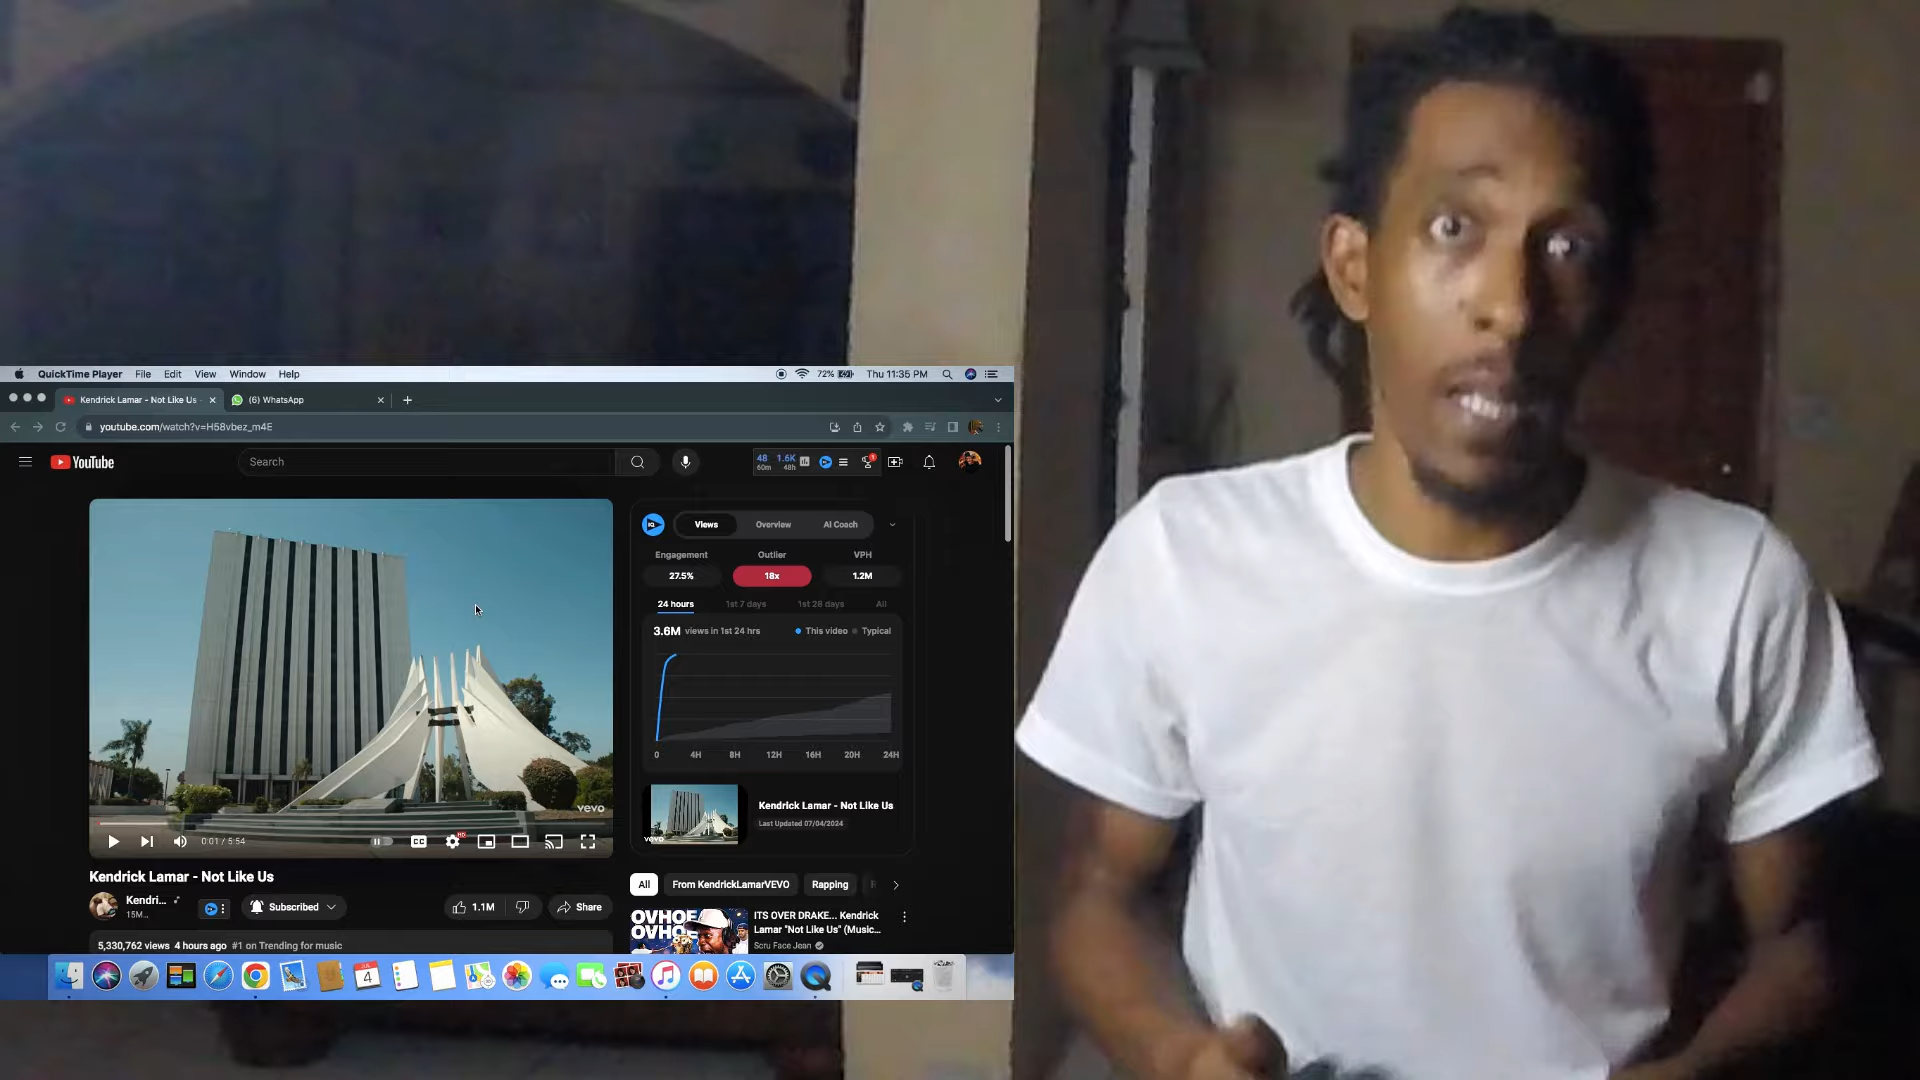 QuickTime Player File Edit View Window Help 72% Thu 11:35 PM
Kendrick Lamar - Not Like Us (6) WhatsApp
youtube.com/watch?v=H58vbez_m4E
YouTube Search 48 1.6K
60m 48h
Views Overview AI Coach
Engagement Outlier VPH
27.5% 18x 1.2M
24 hours 1st 7 days 1st 28 days All
3.6M views in 1st 24 hrs This video Typical
0 4H 8H 12H 16H 20H 24H
vevo
Kendrick Lamar - Not Like Us
Last Updated 07/04/2024
vevo
0:01 / 5:54
Kendrick Lamar - Not Like Us
Kendri...
15M...
Subscribed 1.1M Share
5,330,762 views 4 hours ago #1 on Trending for music
All From KendrickLamarVEVO Rapping
OVHOE
OVHOE
ITS OVER DRAKE... Kendrick
Lamar "Not Like Us" (Music...
Scru Face Jean
4